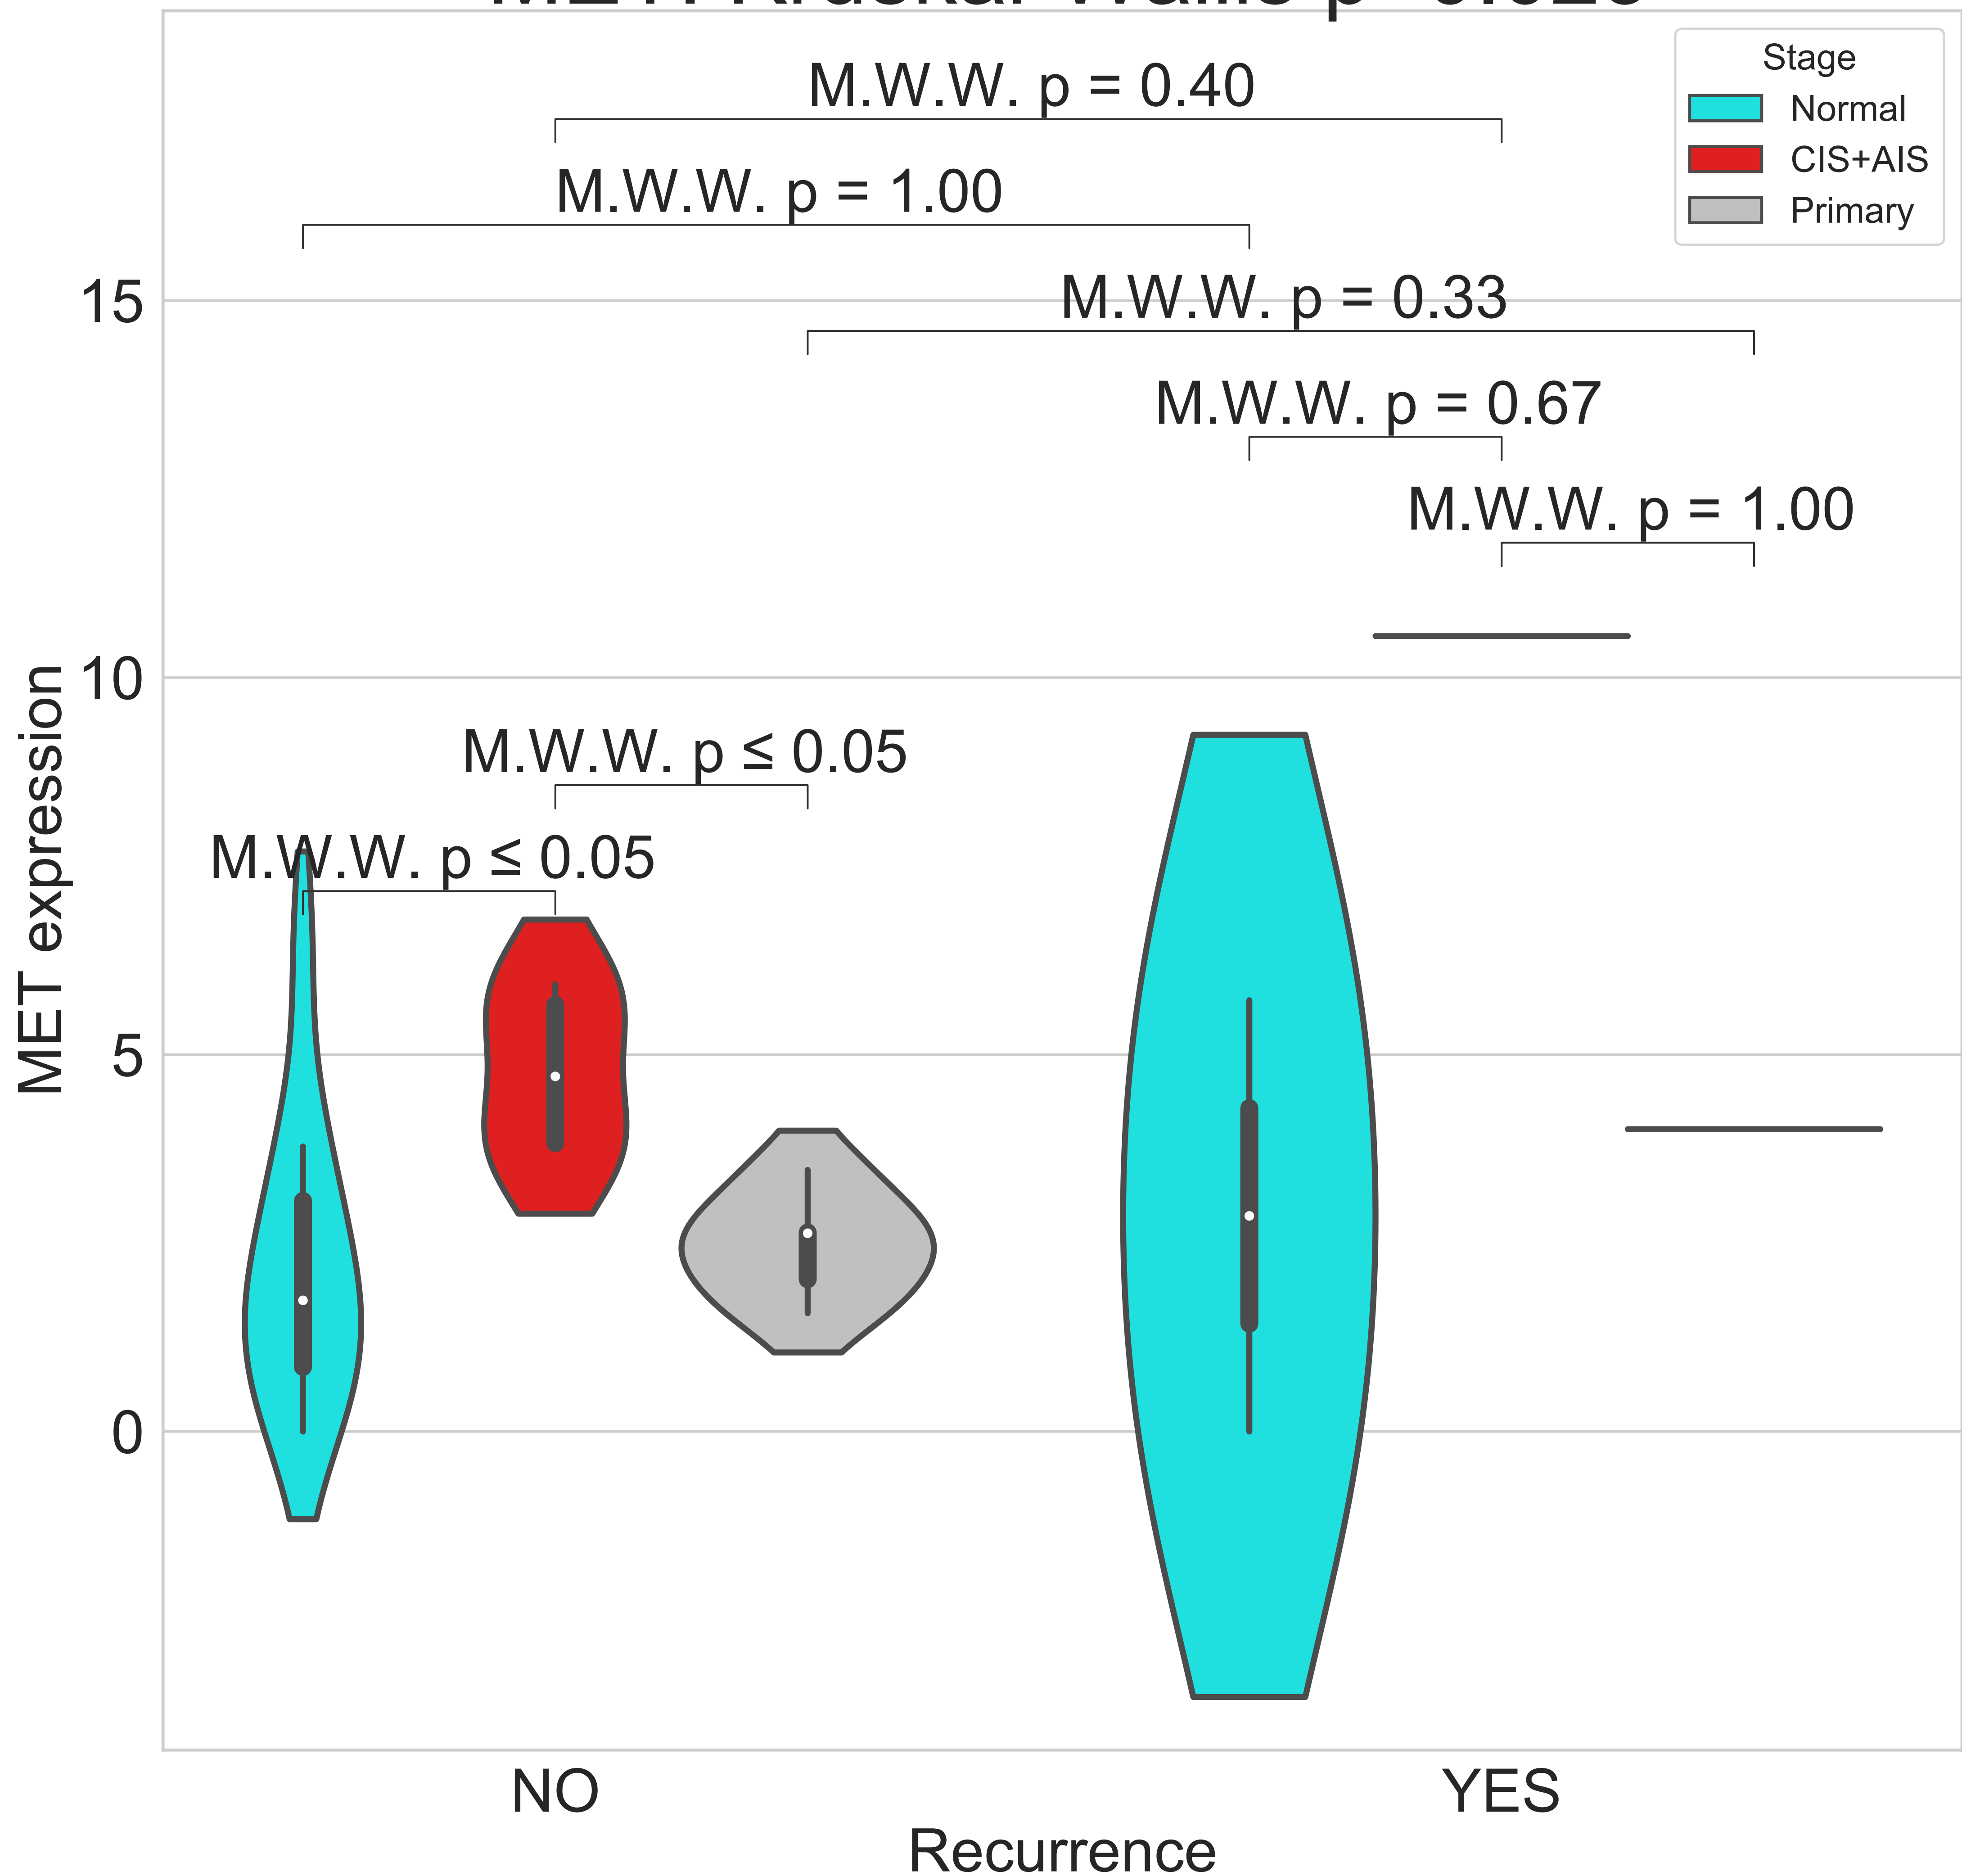 Stage
Normal
CIS+AIS
Primary
M.W.W. p = 0.40
M.W.W. p = 1.00
M.W.W. p = 0.33
M.W.W. p = 0.67
M.W.W. p = 1.00
M.W.W. p ≤ 0.05
M.W.W. p ≤ 0.05
15
10
5
0
MET expression
NO
YES
Recurrence